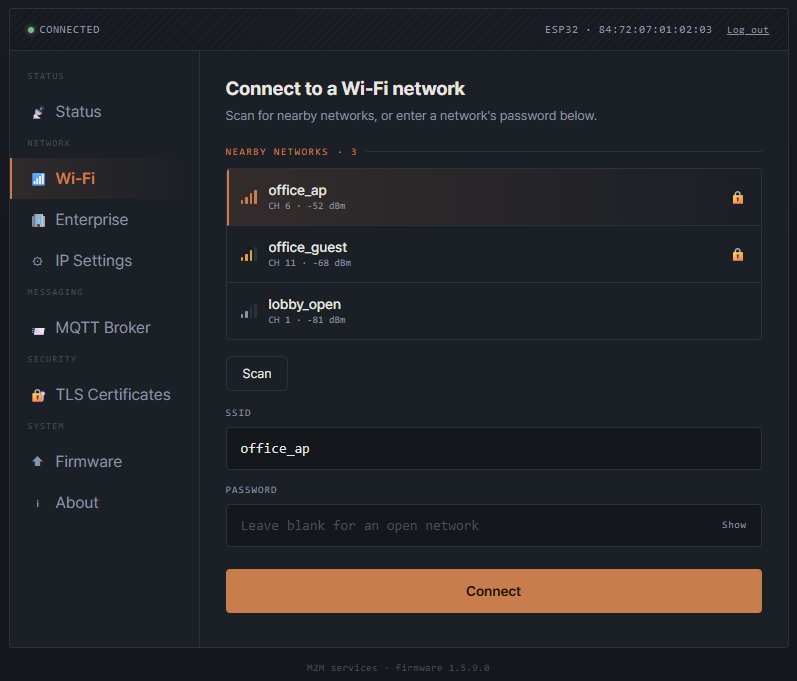 CONNECTED
ESP32 · 84:72:07:01:02:03 Log out
STATUS
Status
NETWORK
Wi-Fi
Enterprise
IP Settings
MESSAGING
MQTT Broker
SECURITY
TLS Certificates
SYSTEM
Firmware
About
Connect to a Wi-Fi network
Scan for nearby networks, or enter a network's password below.
NEARBY NETWORKS · 3
office_ap
CH 6 · -52 dBm
office_guest
CH 11 · -68 dBm
lobby_open
CH 1 · -81 dBm
Scan
SSID
office_ap
PASSWORD
Leave blank for an open network Show
Connect
M2M services · firmware 1.5.9.0